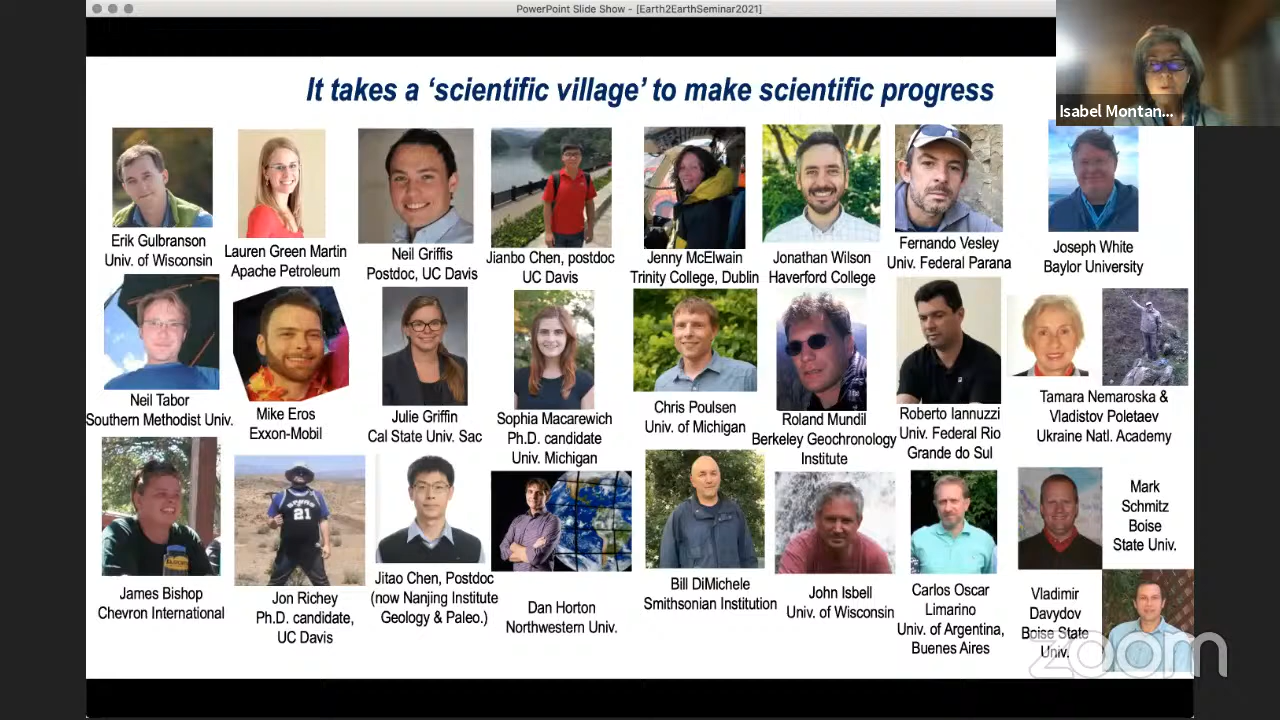 PowerPoint Slide Show - [Earth2EarthSeminar2021]
Isabel Montan...
It takes a ‘scientific village’ to make scientific progress
Erik Gulbranson
Univ. of Wisconsin
Lauren Green Martin
Apache Petroleum
Neil Griffis
Postdoc, UC Davis
Jianbo Chen, postdoc
UC Davis
Jenny McElwain
Trinity College, Dublin
Jonathan Wilson
Haverford College
Fernando Vesley
Univ. Federal Parana
Joseph White
Baylor University
Neil Tabor
Southern Methodist Univ.
Mike Eros
Exxon-Mobil
Julie Griffin
Cal State Univ. Sac
Sophia Macarewich
Ph.D. candidate
Univ. Michigan
Chris Poulsen
Univ. of Michigan
Roland Mundil
Berkeley Geochronology
Institute
Roberto Iannuzzi
Univ. Federal Rio
Grande do Sul
Tamara Nemaroska &
Vladistov Poletaev
Ukraine Natl. Academy
James Bishop
Chevron International
21
Jon Richey
Ph.D. candidate,
UC Davis
Jitao Chen, Postdoc
(now Nanjing Institute
Geology & Paleo.)
Dan Horton
Northwestern Univ.
Bill DiMichele
Smithsonian Institution
John Isbell
Univ. of Wisconsin
Carlos Oscar
Limarino
Univ. of Argentina,
Buenes Aires
Mark
Schmitz
Boise
State Univ.
Vladimir
Davydov
Boise State
Univ.
zoom